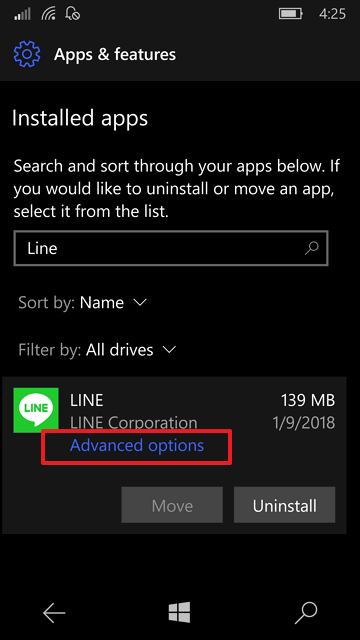 4:25
Apps & features
Installed apps
Search and sort through your apps below. If
you would like to uninstall or move an app,
select it from the list.
Line
Sort by: Name
Filter by: All drives
LINE
LINE 139 MB
LINE Corporation 1/9/2018
Advanced options
Move Uninstall